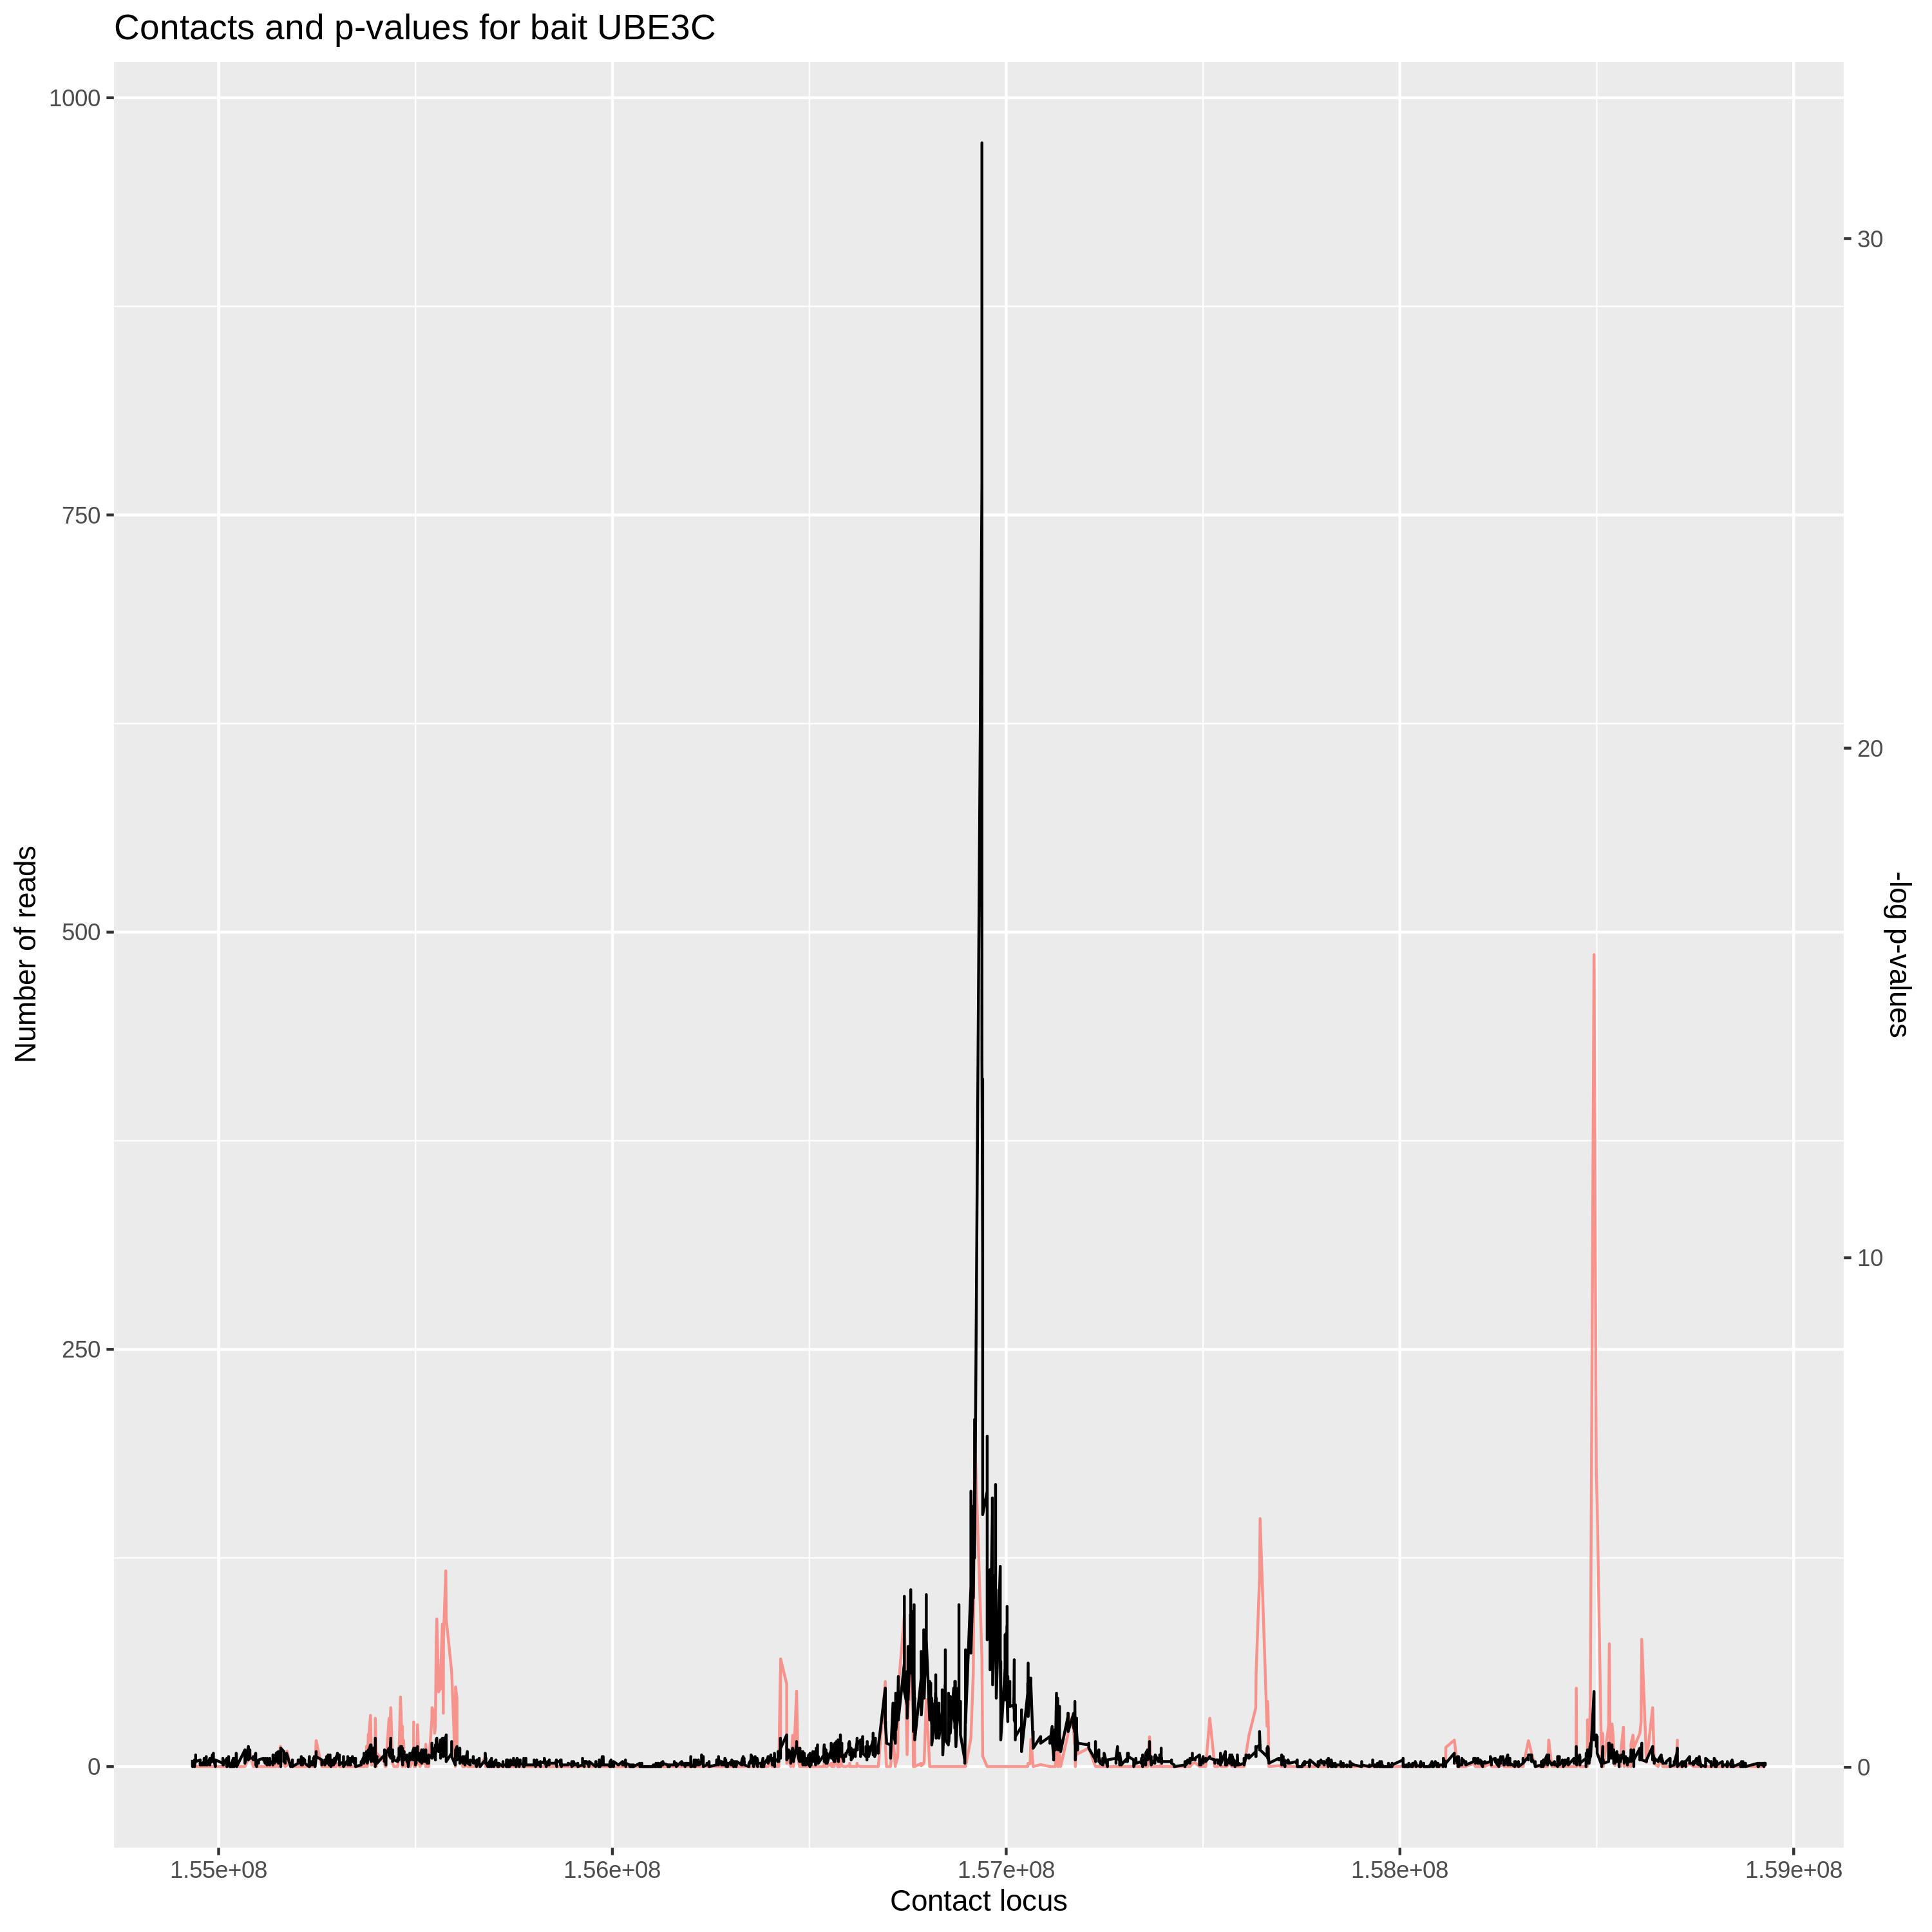 Contacts and p-values for bait UBE3C
1000
750
500
250
0
30
20
10
0
1.55e+08
1.56e+08
1.57e+08
1.58e+08
1.59e+08
Number of reads
-log p-values
Contact locus